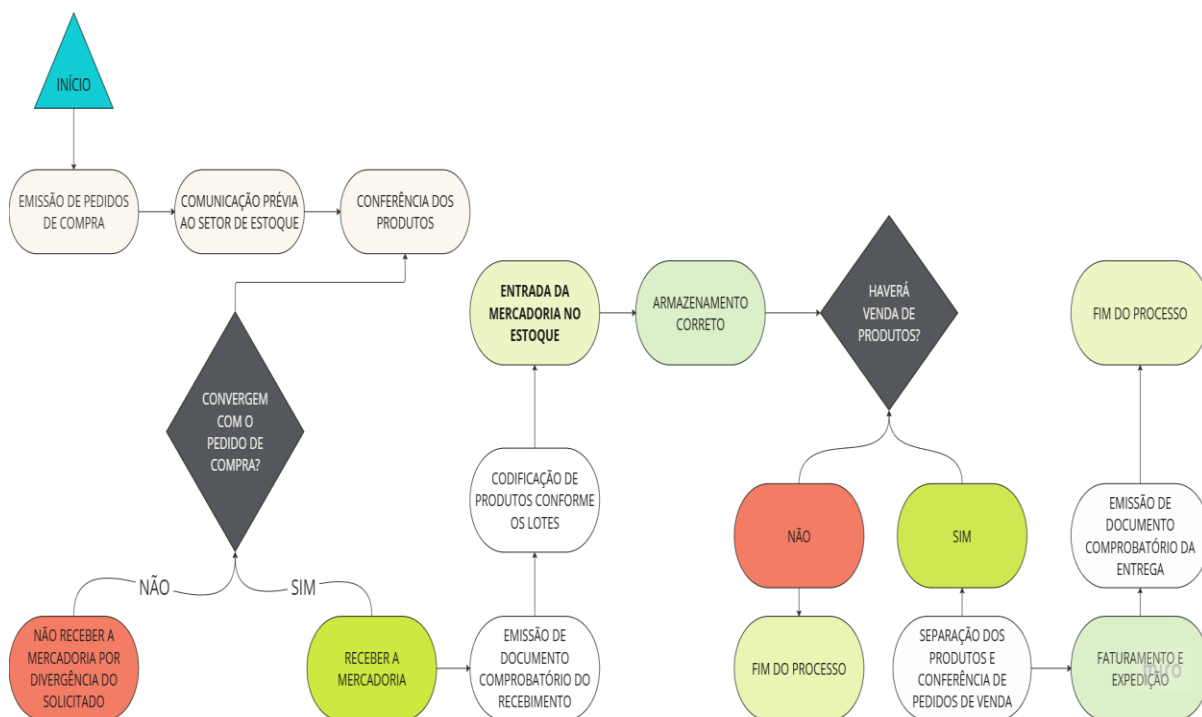 INÍCIO
EMISSÃO DE PEDIDOS
DE COMPRA
COMUNICAÇÃO PRÉVIA
AO SETOR DE ESTOQUE
CONFERÊNCIA DOS
PRODUTOS
CONVERGEM
COM O
PEDIDO DE
COMPRA?
NÃO
SIM
NÃO RECEBER A
MERCADORIA POR
DIVERGÊNCIA DO
SOLICITADO
RECEBER A
MERCADORIA
EMISSÃO DE
DOCUMENTO
COMPROBATÓRIO DO
RECEBIMENTO
CODIFICAÇÃO DE
PRODUTOS CONFORME
OS LOTES
ENTRADA DA
MERCADORIA NO
ESTOQUE
ARMAZENAMENTO
CORRETO
HAVERÁ
VENDA DE
PRODUTOS?
NÃO
FIM DO PROCESSO
SIM
SEPARAÇÃO DOS
PRODUTOS E
CONFERÊNCIA DE
PEDIDOS DE VENDA
FATURAMENTO E
EXPEDIÇÃO
miro
EMISSÃO DE
DOCUMENTO
COMPROBATÓRIO DA
ENTREGA
FIM DO PROCESSO